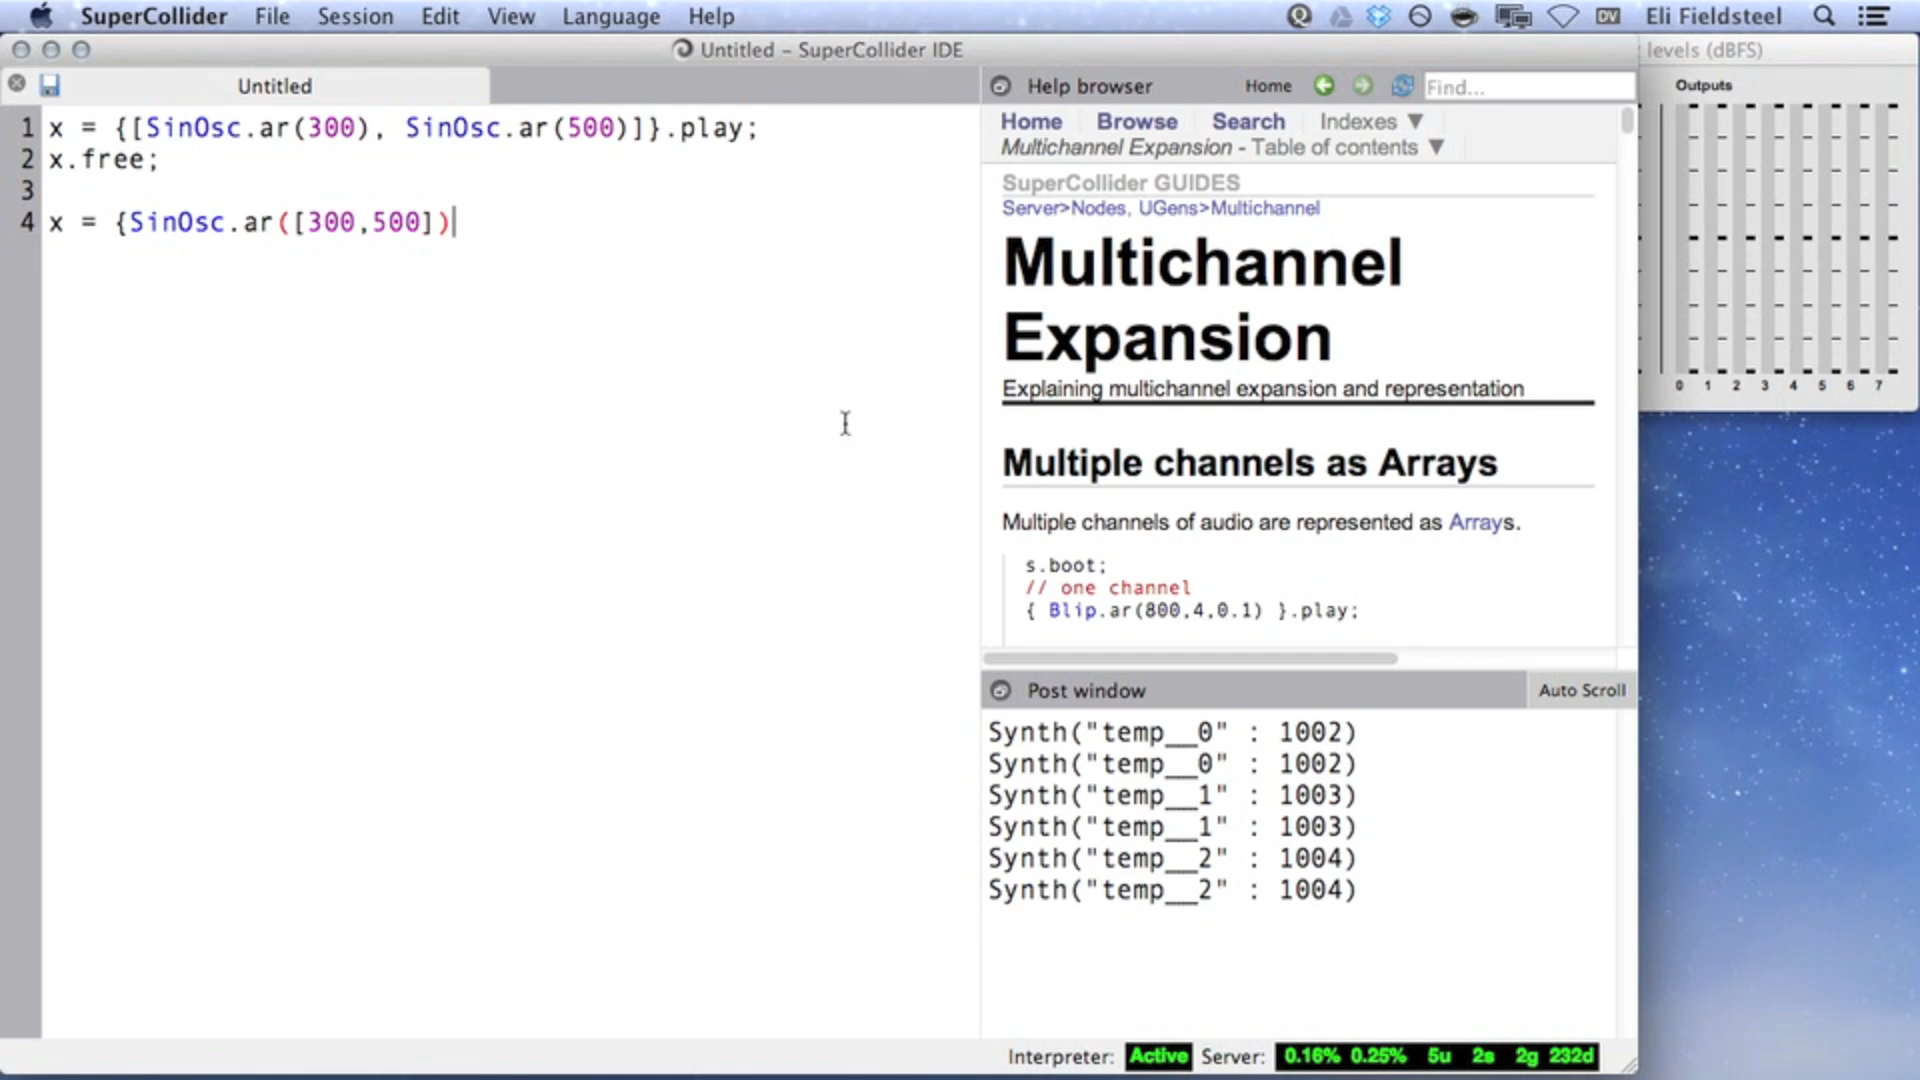 SuperCollider File Session Edit View Language Help DV Eli Fieldsteel
Untitled – SuperCollider IDE
levels (dBFS)
Untitled
1 x = {[SinOsc.ar(300), SinOsc.ar(500)]}.play;
2 x.free;
3
4 x = {SinOsc.ar([300,500])
Help browser Home Find...
Home Browse Search Indexes ▼
Multichannel Expansion - Table of contents ▼
SuperCollider GUIDES
Server>Nodes, UGens>Multichannel
Multichannel
Expansion
Explaining multichannel expansion and representation
Multiple channels as Arrays
Multiple channels of audio are represented as Arrays.
s.boot;
// one channel
{ Blip.ar(800,4,0.1) }.play;
Post window Auto Scroll
Synth("temp__0" : 1002)
Synth("temp__0" : 1002)
Synth("temp__1" : 1003)
Synth("temp__1" : 1003)
Synth("temp__2" : 1004)
Synth("temp__2" : 1004)
Outputs
0 1 2 3 4 5 6 7
Interpreter: Active Server: 0.16% 0.25% 5u 2s 2g 232d